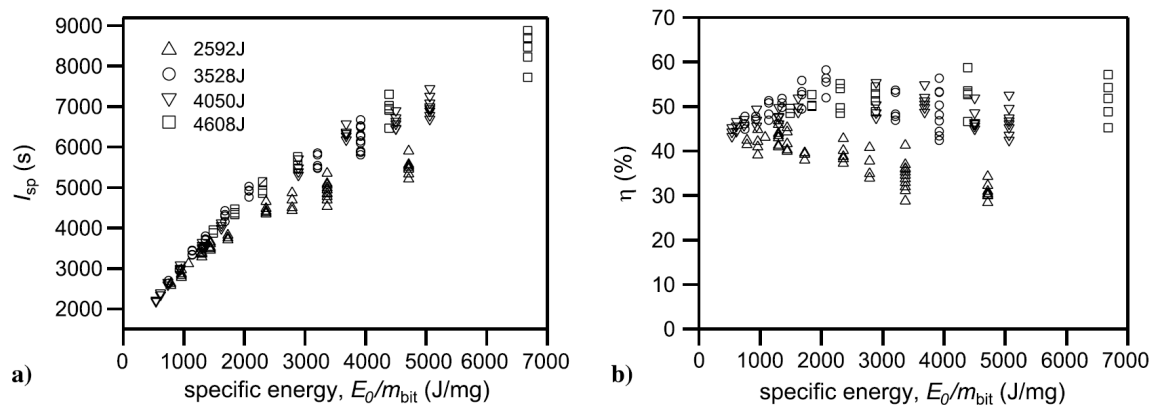 9000
8000
7000
6000
5000
4000
3000
2000
I_sp (s)
△ 2592J
○ 3528J
▽ 4050J
□ 4608J
0 1000 2000 3000 4000 5000 6000 7000
specific energy, E_0/m_bit (J/mg)
a)
70
60
50
40
30
20
10
0
η (%)
0 1000 2000 3000 4000 5000 6000 7000
specific energy, E_0/m_bit (J/mg)
b)